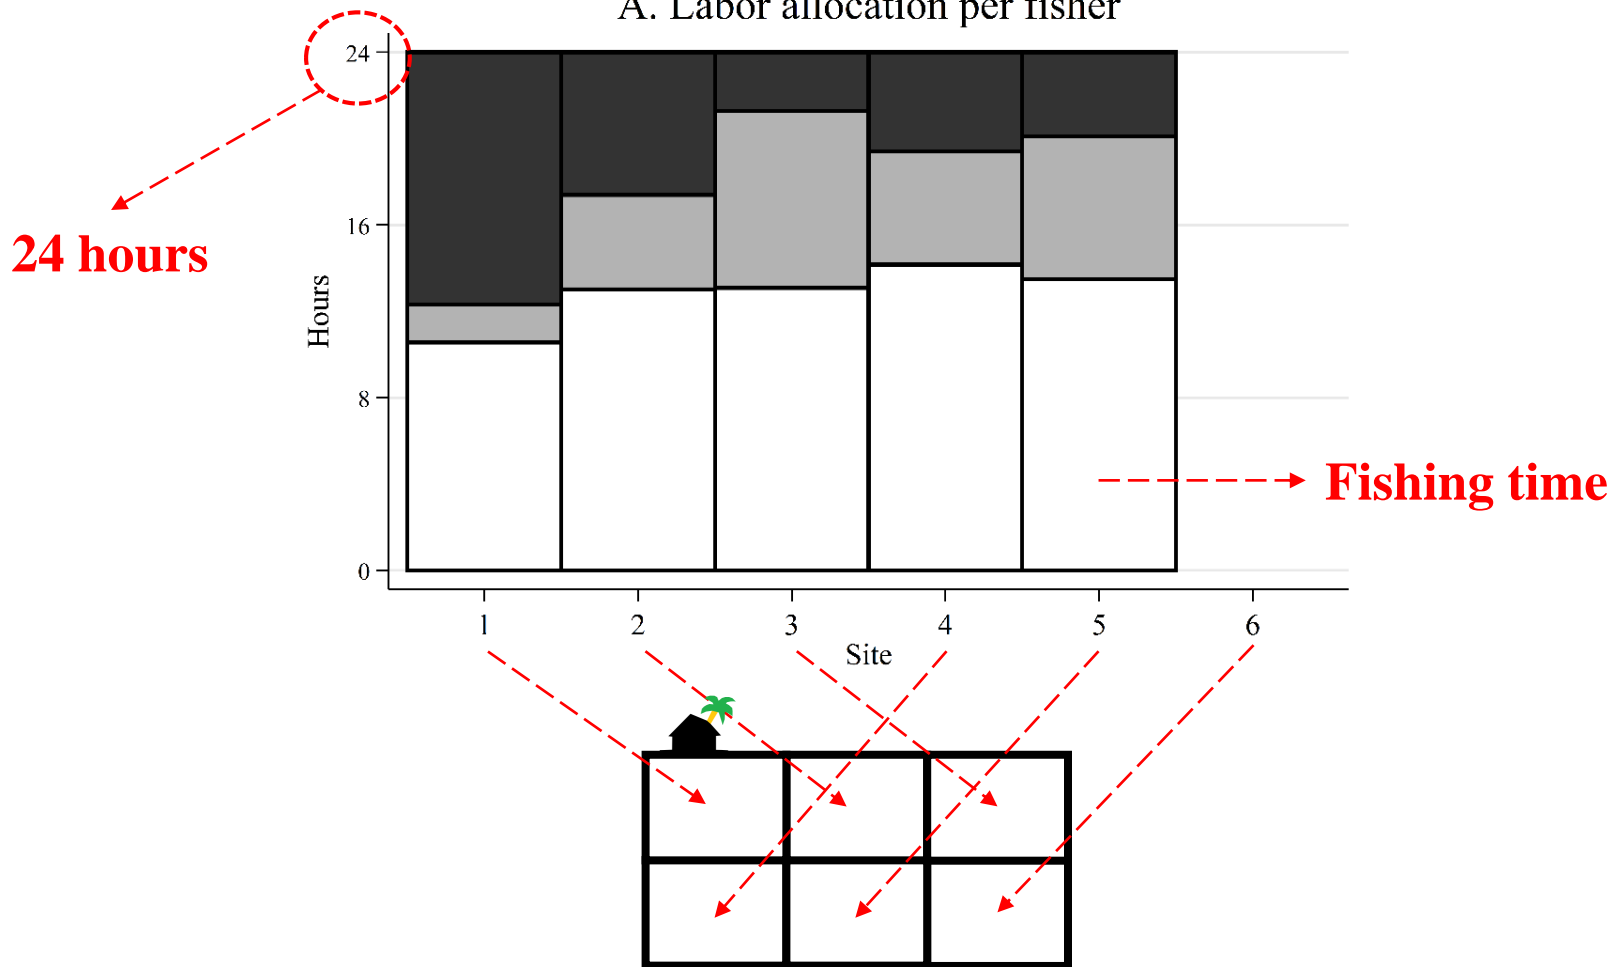 A. Labor allocation per fisher
24
24 hours
16
Hours
8
Fishing time
0
1 2 3 4 5 6
Site